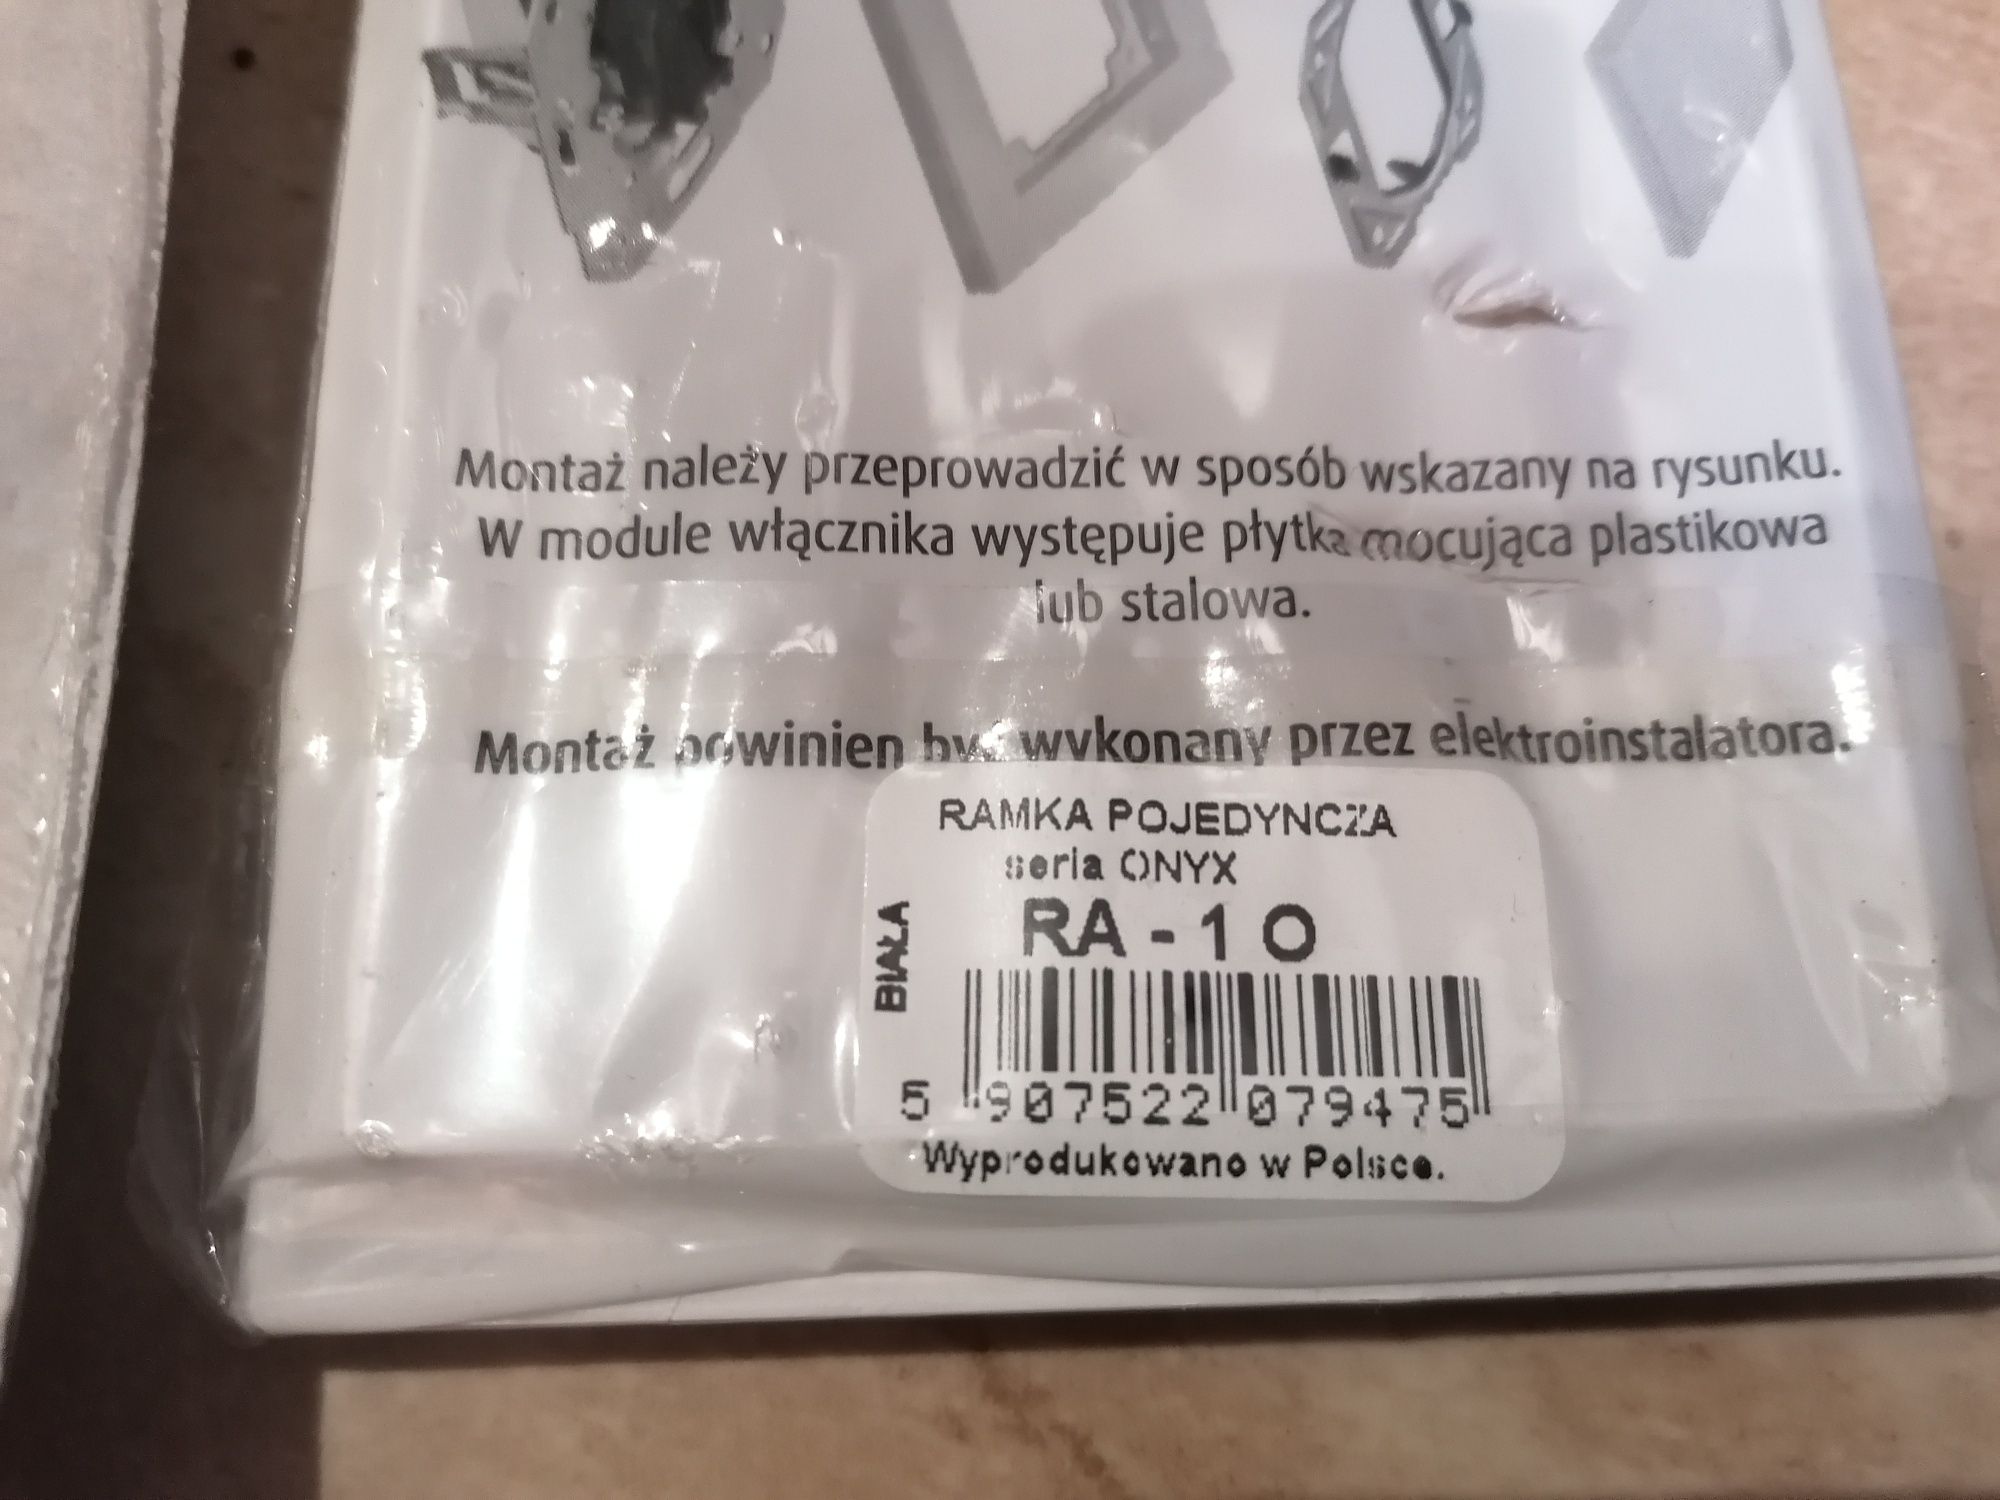 Montaż należy przeprowadzić w sposób wskazany na rysunku.
W module włącznika występuje płytka mocująca plastikowa
lub stalowa.
Montaż powinien być wykonany przez elektroinstalatora.
RAMKA POJEDYNCZA
seria ONYX
BIAŁA
RA - 1 O
5 907522 079475
Wyprodukowano w Polsce.